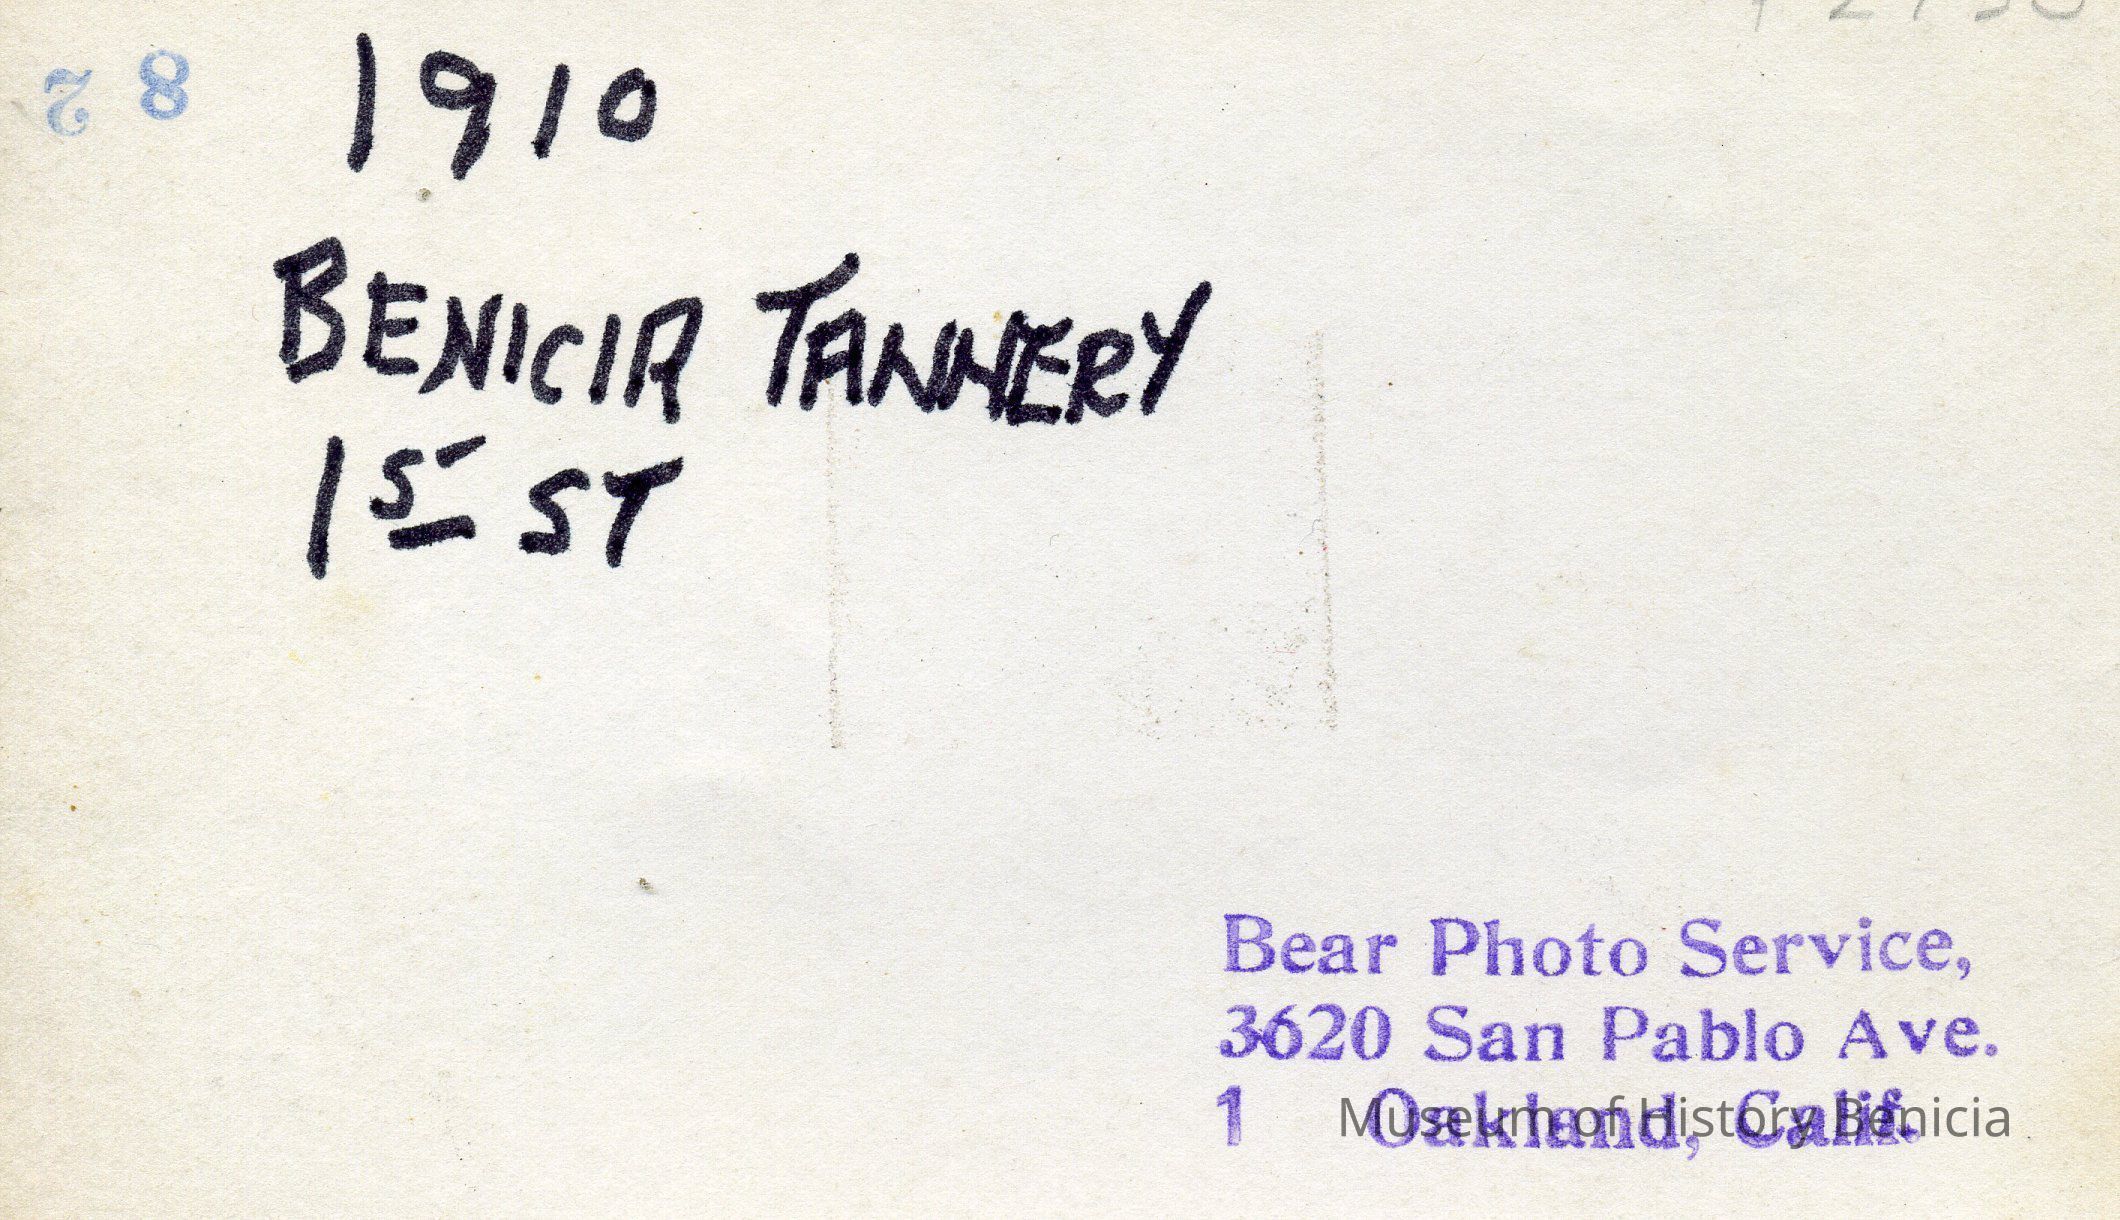 82
1910
BENICIA TANNERY
1ST ST
Bear Photo Service,
3620 San Pablo Ave.
1 Oakland, Calif.
Museum of History Benicia